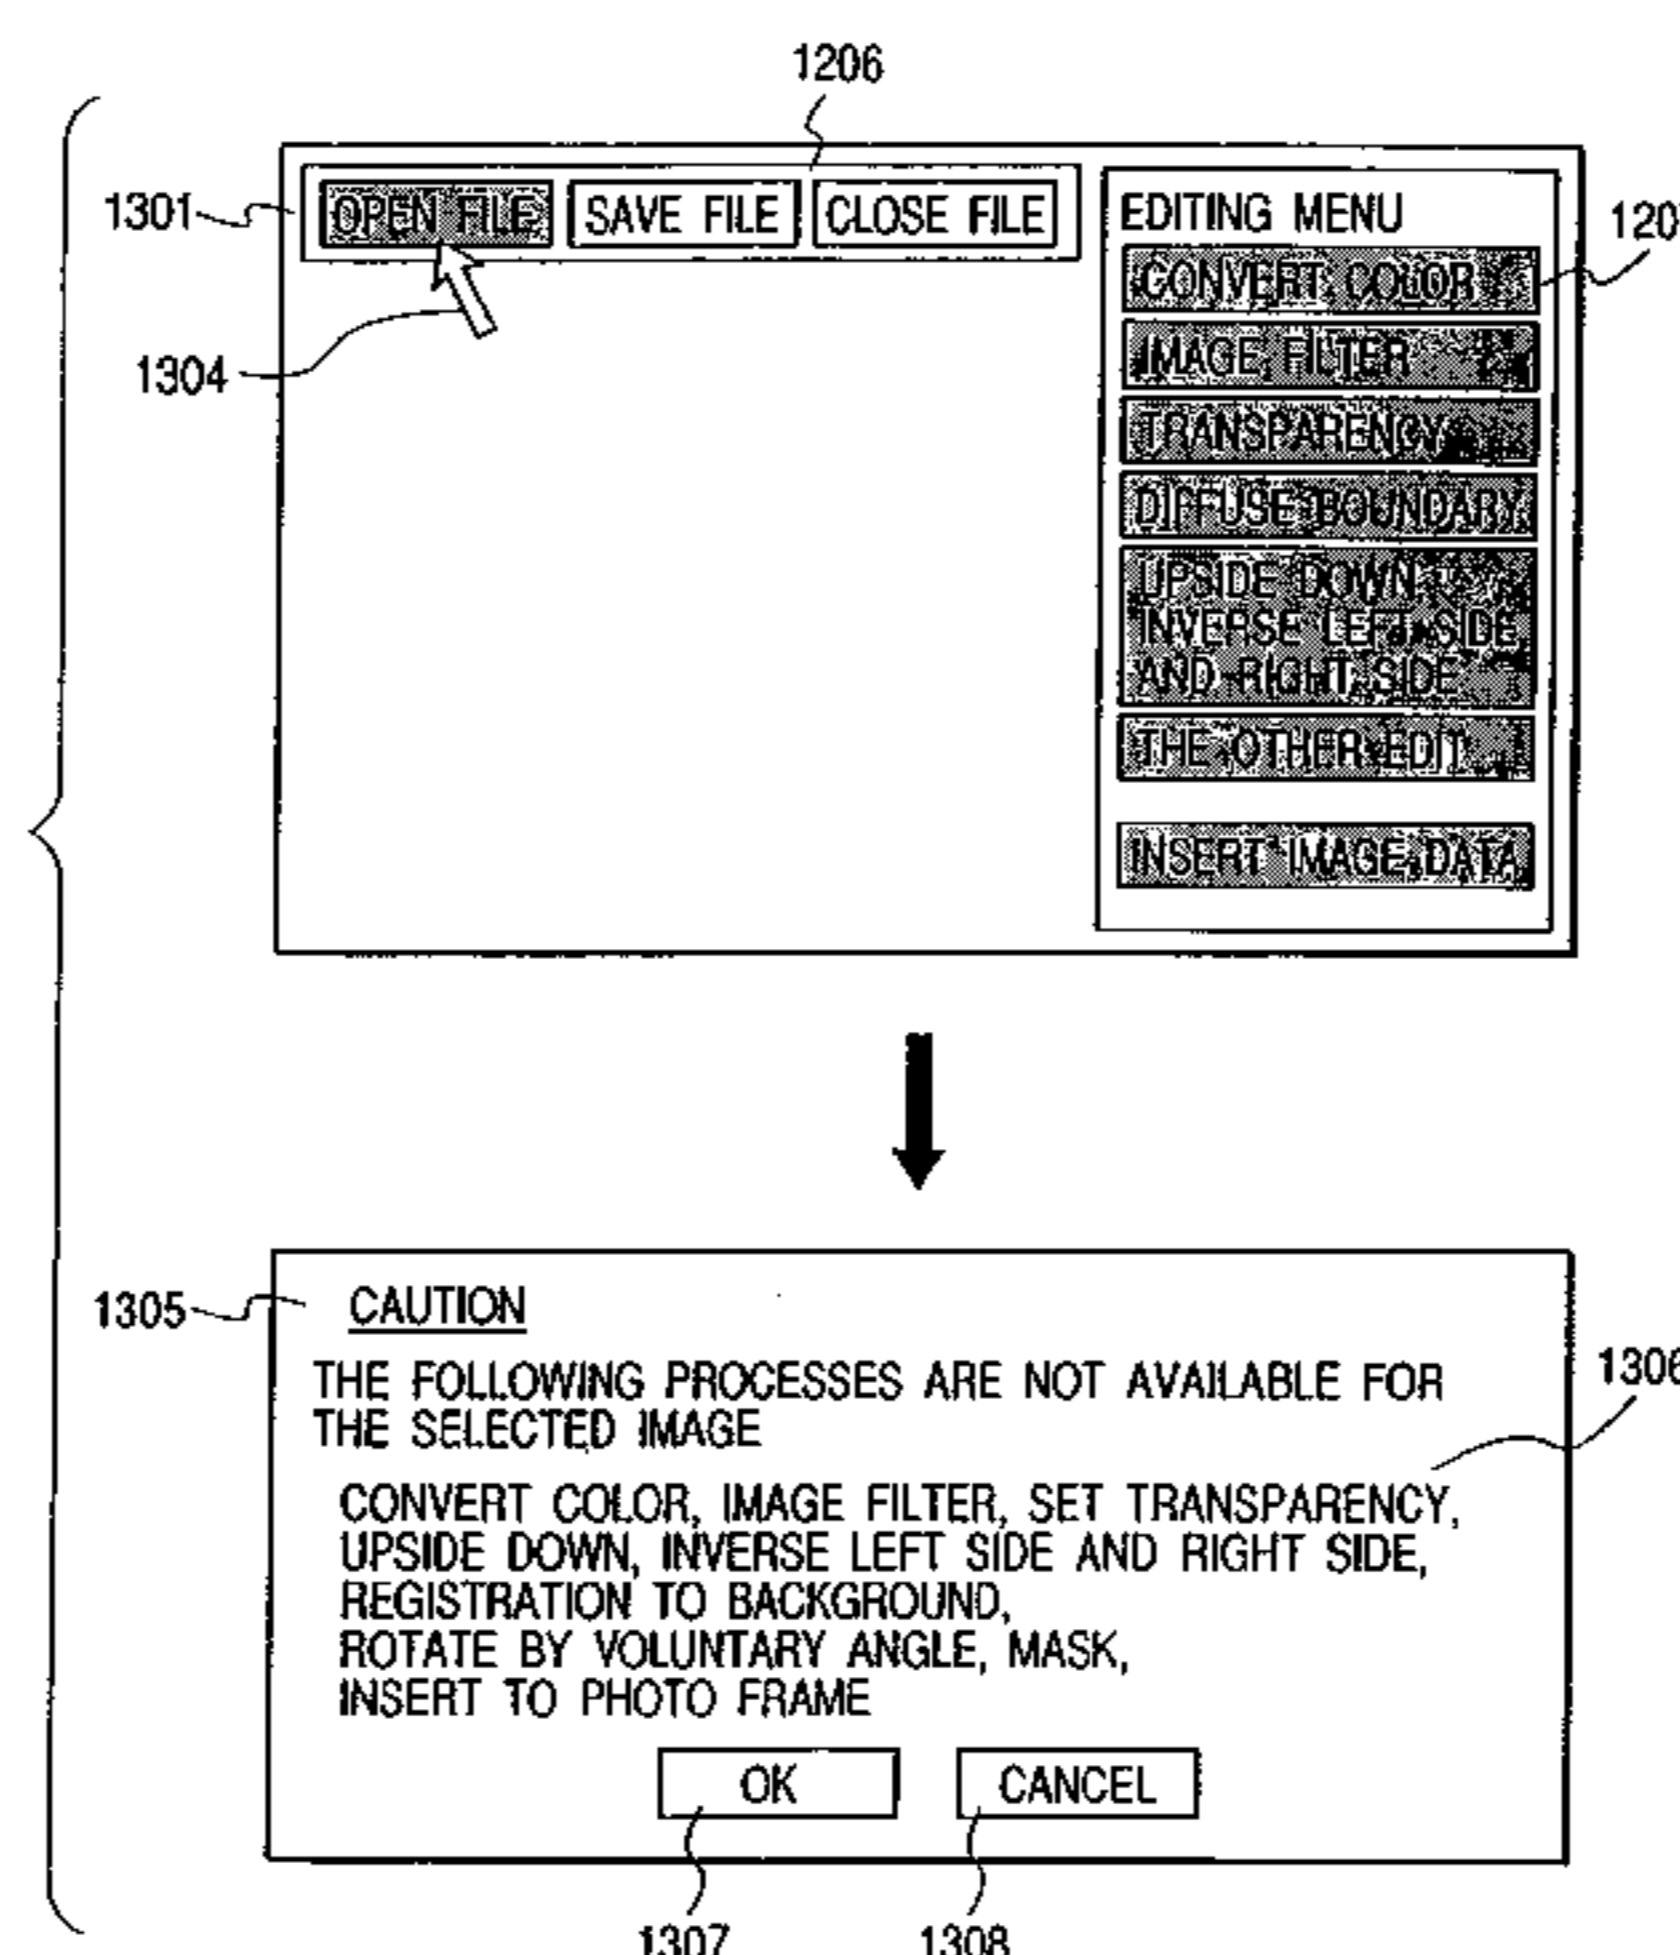 1206
1301
OPEN FILE SAVE FILE CLOSE FILE
EDITING MENU
CONVERT COLOR
IMAGE FILTER
1304
TRANSPARENCY
DIFFUSE BOUNDARY
UPSIDE DOWN,
INVERSE LEFT SIDE
AND RIGHT SIDE
THE OTHER EDIT
INSERT IMAGE DATA
1305
CAUTION
THE FOLLOWING PROCESSES ARE NOT AVAILABLE FOR
THE SELECTED IMAGE
1306
CONVERT COLOR, IMAGE FILTER, SET TRANSPARENCY,
UPSIDE DOWN, INVERSE LEFT SIDE AND RIGHT SIDE,
REGISTRATION TO BACKGROUND,
ROTATE BY VOLUNTARY ANGLE, MASK,
INSERT TO PHOTO FRAME
OK CANCEL
1307 1308